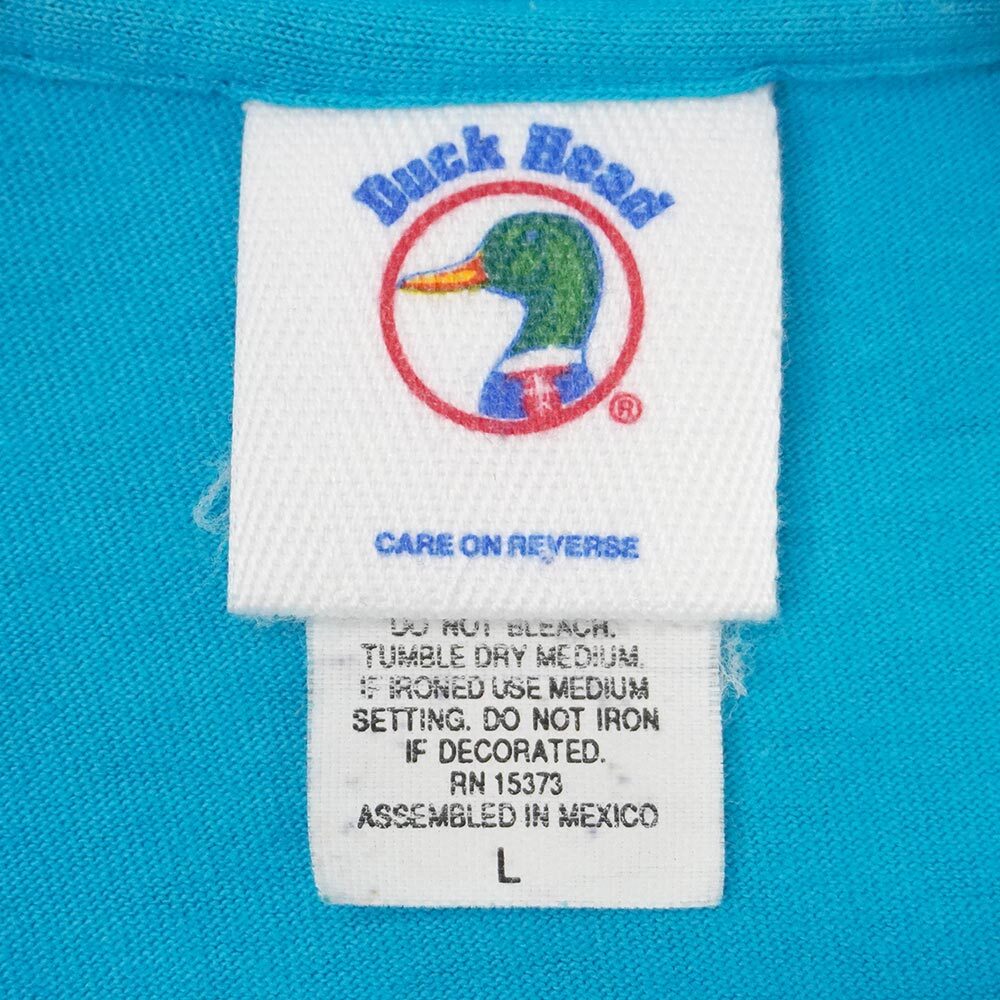 Duck Head
®
CARE ON REVERSE
DO NOT BLEACH.
TUMBLE DRY MEDIUM.
IF IRONED USE MEDIUM
SETTING. DO NOT IRON
IF DECORATED.
RN 15373
ASSEMBLED IN MEXICO
L